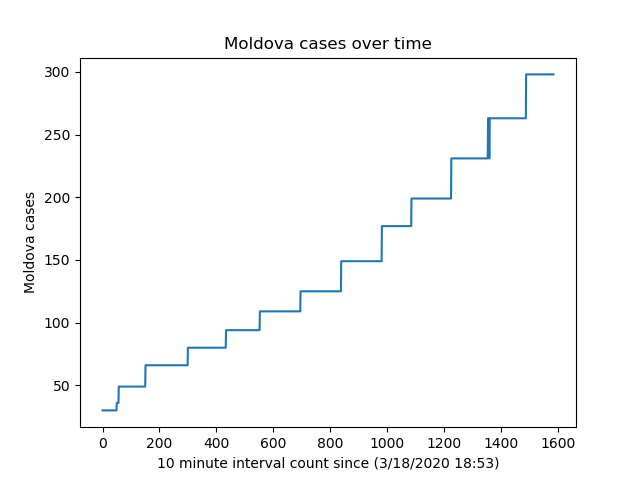 Moldova cases over time
300
250
200
150
100
50
Moldova cases
0 200 400 600 800 1000 1200 1400 1600
10 minute interval count since (3/18/2020 18:53)